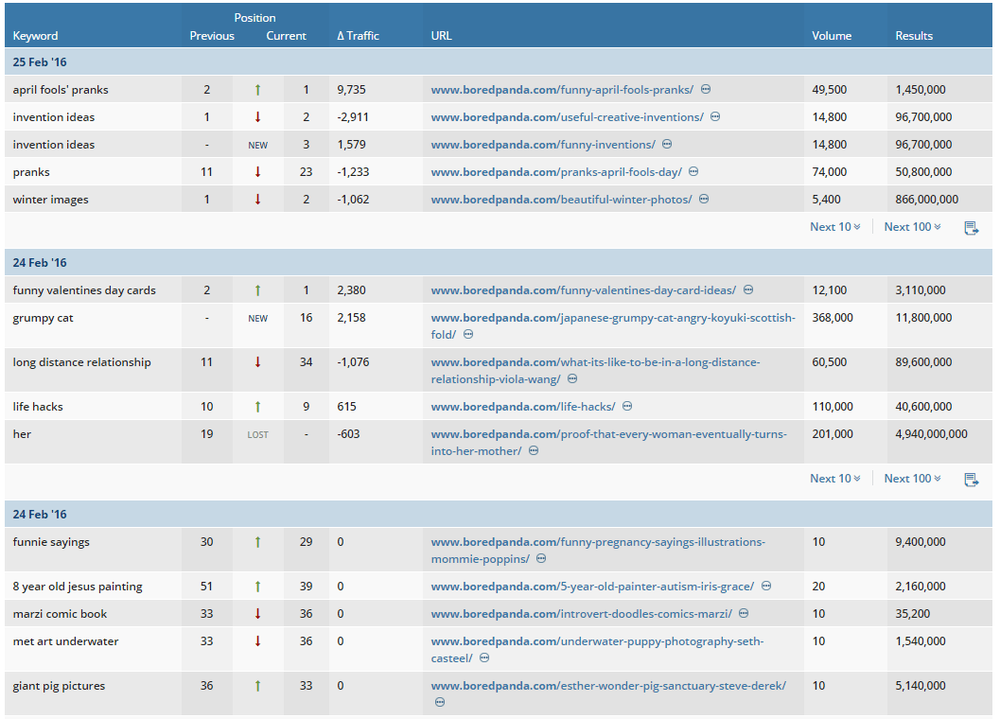 Position
Keyword Previous Current Δ Traffic URL Volume Results
25 Feb '16
april fools' pranks 2 ↑ 1 9,735 www.boredpanda.com/funny-april-fools-pranks/ 49,500 1,450,000
invention ideas 1 ↓ 2 -2,911 www.boredpanda.com/useful-creative-inventions/ 14,800 96,700,000
invention ideas - NEW 3 1,579 www.boredpanda.com/funny-inventions/ 14,800 96,700,000
pranks 11 ↓ 23 -1,233 www.boredpanda.com/pranks-april-fools-day/ 74,000 50,800,000
winter images 1 ↓ 2 -1,062 www.boredpanda.com/beautiful-winter-photos/ 5,400 866,000,000
Next 10 Next 100
24 Feb '16
funny valentines day cards 2 ↑ 1 2,380 www.boredpanda.com/funny-valentines-day-card-ideas/ 12,100 3,110,000
grumpy cat - NEW 16 2,158 www.boredpanda.com/japanese-grumpy-cat-angry-koyuki-scottish- 368,000 11,800,000
fold/
long distance relationship 11 ↓ 34 -1,076 www.boredpanda.com/what-its-like-to-be-in-a-long-distance- 60,500 89,600,000
relationship-viola-wang/
life hacks 10 ↑ 9 615 www.boredpanda.com/life-hacks/ 110,000 40,600,000
her 19 LOST - -603 www.boredpanda.com/proof-that-every-woman-eventually-turns- 201,000 4,940,000,000
into-her-mother/
Next 10 Next 100
24 Feb '16
funnie sayings 30 ↑ 29 0 www.boredpanda.com/funny-pregnancy-sayings-illustrations- 10 9,400,000
mommie-poppins/
8 year old jesus painting 51 ↑ 39 0 www.boredpanda.com/5-year-old-painter-autism-iris-grace/ 20 2,160,000
marzi comic book 33 ↓ 36 0 www.boredpanda.com/introvert-doodles-comics-marzi/ 10 35,200
met art underwater 33 ↓ 36 0 www.boredpanda.com/underwater-puppy-photography-seth- 10 1,540,000
casteel/
giant pig pictures 36 ↑ 33 0 www.boredpanda.com/esther-wonder-pig-sanctuary-steve-derek/ 10 5,140,000